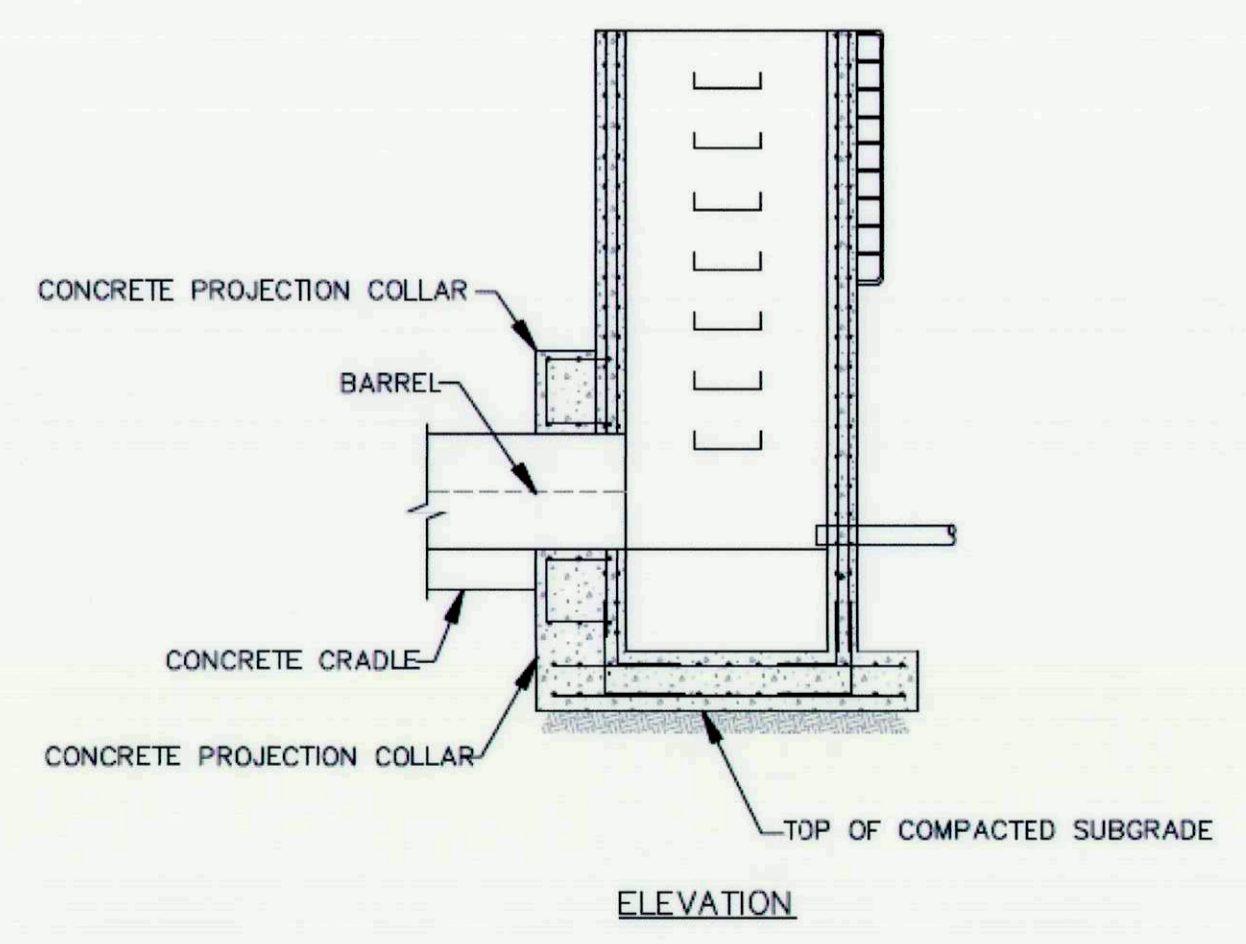 CONCRETE PROJECTION COLLAR
BARREL
CONCRETE CRADLE
CONCRETE PROJECTION COLLAR
TOP OF COMPACTED SUBGRADE
ELEVATION